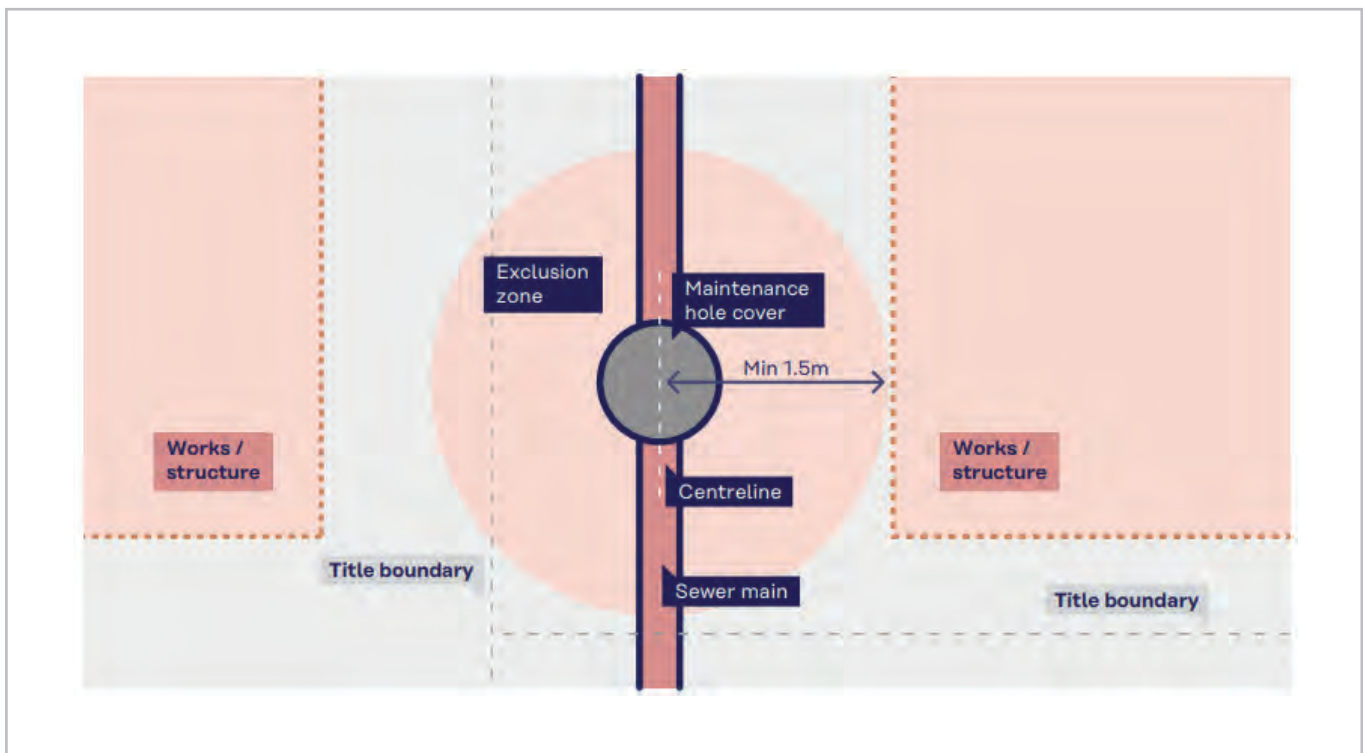 Exclusion
zone
Maintenance
hole cover
Min 1.5m
Works /
structure
Works /
structure
Centreline
Title boundary
Sewer main
Title boundary